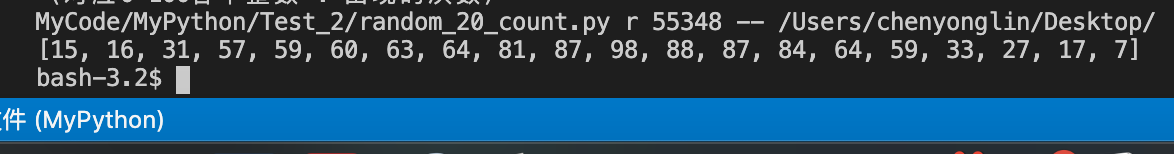 MyCode/MyPython/Test_2/random_20_count.py r 55348 -- /Users/chenyonglin/Desktop/
[15, 16, 31, 57, 59, 60, 63, 64, 81, 87, 98, 88, 87, 84, 64, 59, 33, 27, 17, 7]
bash-3.2$
件 (MyPython)